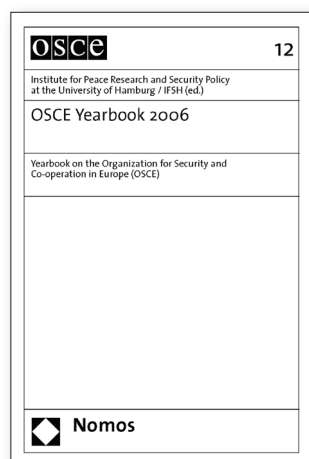 osce
12
Institute for Peace Research and Security Policy
at the University of Hamburg / IFSH (ed.)
OSCE Yearbook 2006
Yearbook on the Organization for Security and
Co-operation in Europe (OSCE)
Nomos